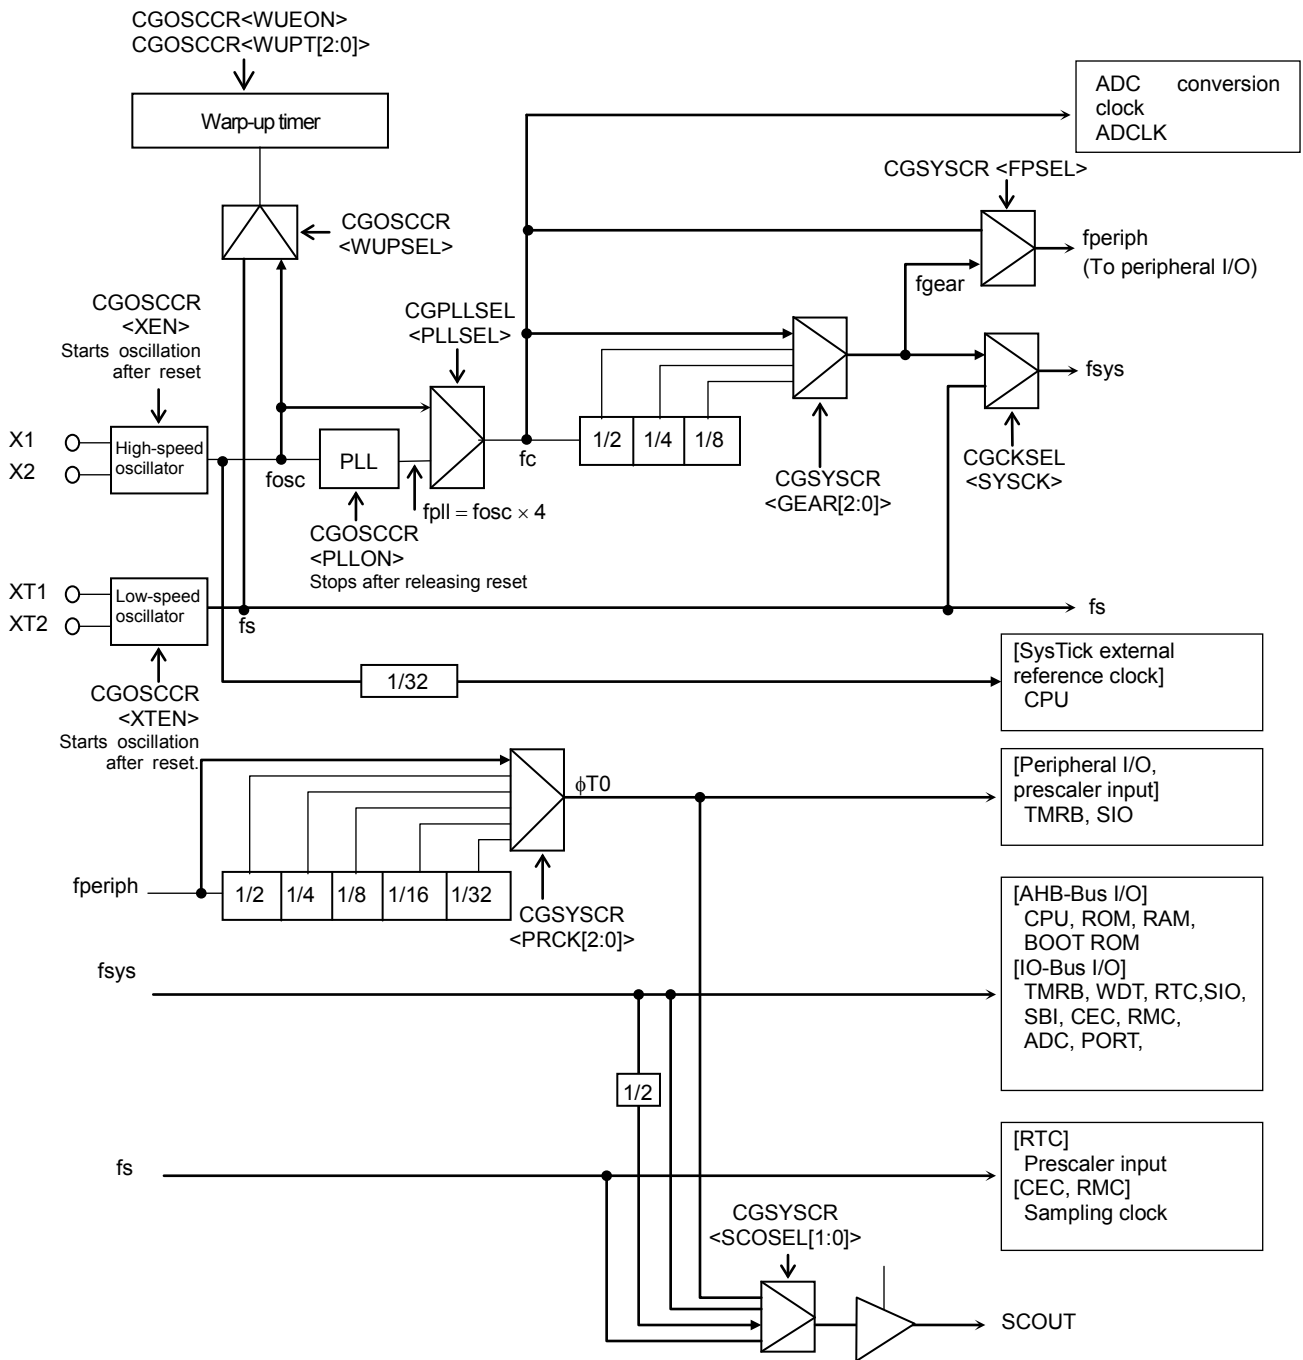 CGOSCCR<WUEON>
CGOSCCR<WUPT[2:0]>
Warp-up timer
ADC conversion
clock
ADCLK
CGSYSCR <FPSEL>
CGOSCCR
<WUPSEL>
fperiph
(To peripheral I/O)
fgear
CGOSCCR
<XEN>
Starts oscillation
after reset
CGPLLSEL
<PLLSEL>
fsys
X1
X2
High-speed
oscillator
fosc
PLL
fc
1/2
1/4
1/8
CGSYSCR
<GEAR[2:0]>
CGCKSEL
<SYSCK>
fpll = fosc × 4
CGOSCCR
<PLLON>
Stops after releasing reset
XT1
XT2
Low-speed
oscillator
fs
fs
CGOSCCR
<XTEN>
Starts oscillation
after reset.
1/32
[SysTick external
reference clock]
CPU
ϕT0
[Peripheral I/O,
prescaler input]
TMRB, SIO
fperiph
1/2
1/4
1/8
1/16
1/32
CGSYSCR
<PRCK[2:0]>
[AHB-Bus I/O]
CPU, ROM, RAM,
BOOT ROM
[IO-Bus I/O]
TMRB, WDT, RTC,SIO,
SBI, CEC, RMC,
ADC, PORT,
fsys
1/2
fs
[RTC]
Prescaler input
[CEC, RMC]
Sampling clock
CGSYSCR
<SCOSEL[1:0]>
SCOUT